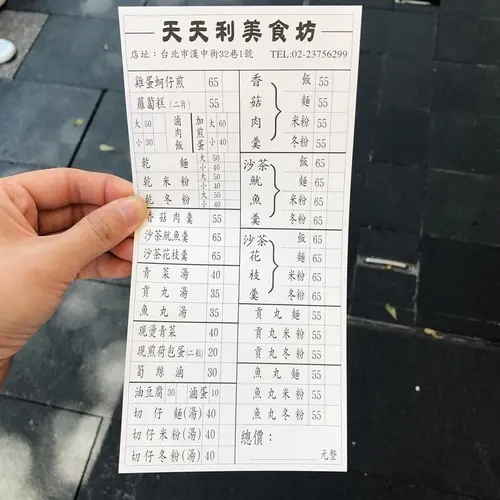 天天利美食坊
店址：台北市漢中街32巷1號 TEL:02-23756299
雞蛋蚵仔煎 65
蘿蔔糕(二片) 55
大 50 滷肉飯 加煎蛋 大 60
小 30 小 40
乾麵 大 50 小 40
乾米粉 大 50 小 40
乾冬粉 大 50 小 40
香菇肉羹 55
沙茶魷魚羹 65
沙茶花枝羹 65
青菜湯 40
貢丸湯 35
魚丸湯 35
現燙青菜 40
現煎荷包蛋(二粒) 20
筍絲滷 30
油豆腐 30 滷蛋 10
切仔麵(湯) 40
切仔米粉(湯) 40
切仔冬粉(湯) 40
香菇肉羹
飯 55
麵 55
米粉 55
冬粉 55
沙茶魷魚羹
飯 65
麵 65
米粉 65
冬粉 65
沙茶花枝羹
飯 65
麵 65
米粉 65
冬粉 65
貢丸麵 55
貢丸米粉 55
貢丸冬粉 55
魚丸麵 55
魚丸米粉 55
魚丸冬粉 55
總價：
元整